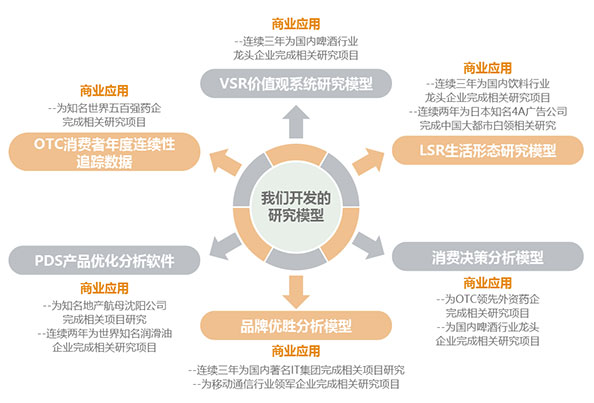 商业应用
--连续三年为国内啤酒行业
龙头企业完成相关研究项目
VSR价值观系统研究模型
商业应用
--为知名世界五百强药企
完成相关研究项目
OTC消费者年度连续性
追踪数据
商业应用
--连续三年为国内饮料行业
龙头企业完成相关研究项目
--连续两年为日本知名4A广告公司
完成中国大都市白领相关研究
LSR生活形态研究模型
我们开发的
研究模型
PDS产品优化分析软件
商业应用
--为知名地产航母沈阳公司
完成相关项目研究
--连续两年为世界知名润滑油
企业完成相关研究项目
消费决策分析模型
商业应用
--为OTC领先外资药企
完成相关研究项目
--为国内啤酒行业龙头
企业完成相关研究项目
品牌优胜分析模型
商业应用
--连续三年为国内著名IT集团完成相关项目研究
--为移动通信行业领军企业完成相关研究项目